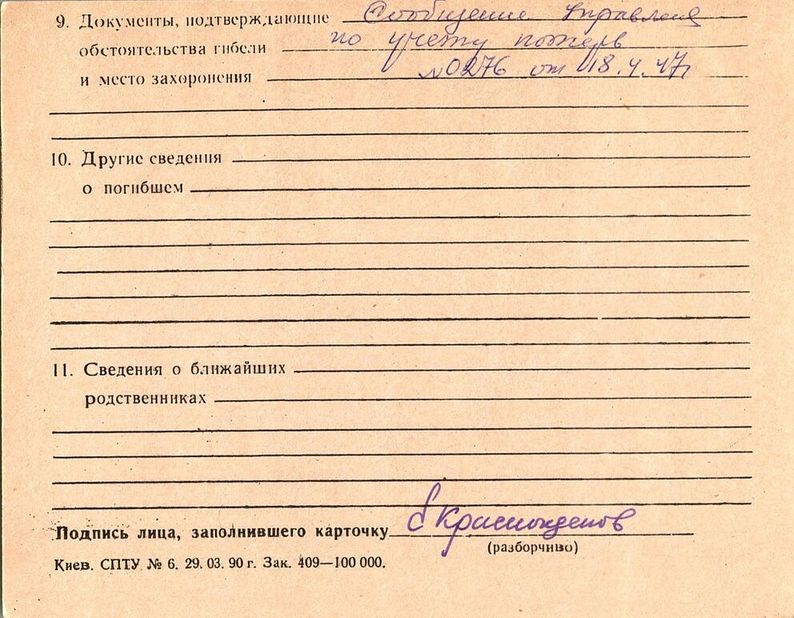 9. Документы, подтверждающие Сообщение Управления
обстоятельства гибели по учету потерь
и место захоронения №0276 от 18.4.47г
10. Другие сведения
о погибшем
11. Сведения о ближайших
родственниках
Подпись лица, заполнившего карточку
(разборчиво)
Киев. СПТУ № 6. 29. 03. 90 г. Зак. 409—100 000.